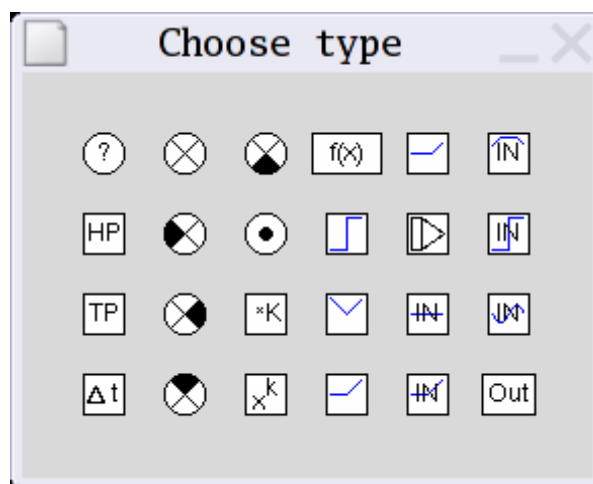 Choose type
? f(x) IN
HP IN
TP *K IN IN
Δt x^k IN Out